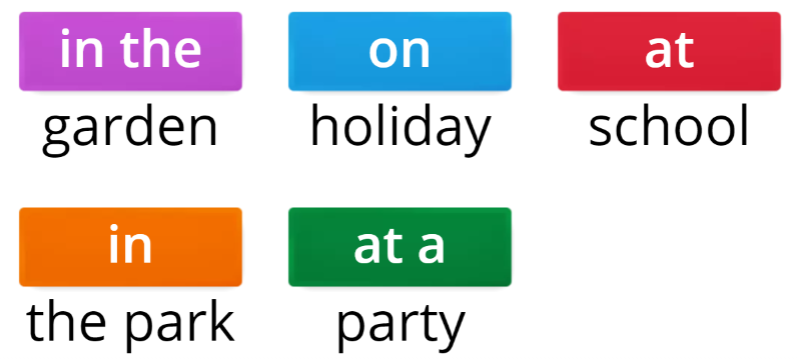 in the
garden
on
holiday
at
school
in
the park
at a
party